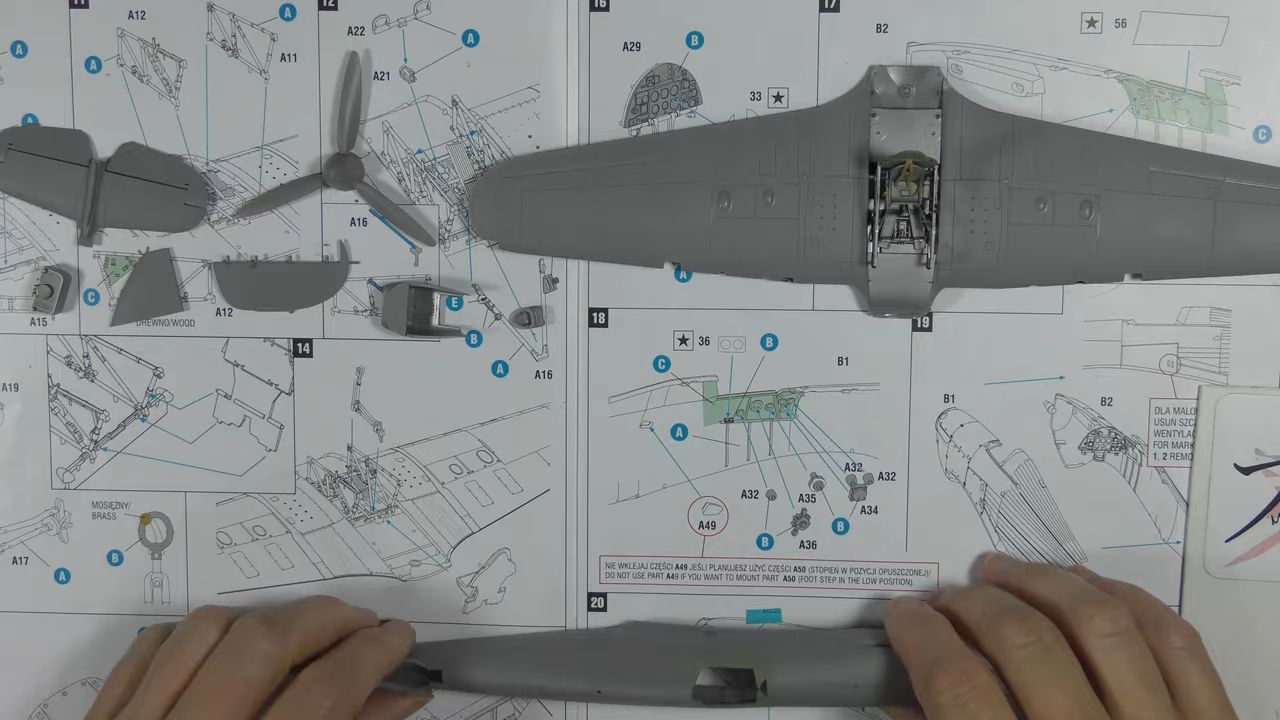 11
A12
A
A
A
A11
12
A22
A
A21
A
A16
C
A12
DREWNO/WOOD
A15
E
B
A
A16
14
A19
A17
A
MOSIĘŻNY/
BRASS
B
16
A29
B
33
17
B2
56
C
A
18
36
B
C
B1
A
A32
A32
A32
A35
A34
A49
B
B
A36
NIE WKLEJAJ CZĘŚCI A49 JEŚLI PLANUJESZ UŻYĆ CZĘŚCI A50 (STOPIEŃ W POZYCJI OPUSZCZONEJ)/
DO NOT USE PART A49 IF YOU WANT TO MOUNT PART A50 (FOOT STEP IN THE LOW POSITION)
19
B1
B2
DLA MALO
USUŃ SZCZ
WENTYLAC
FOR MARK
1, 2 REMO
20